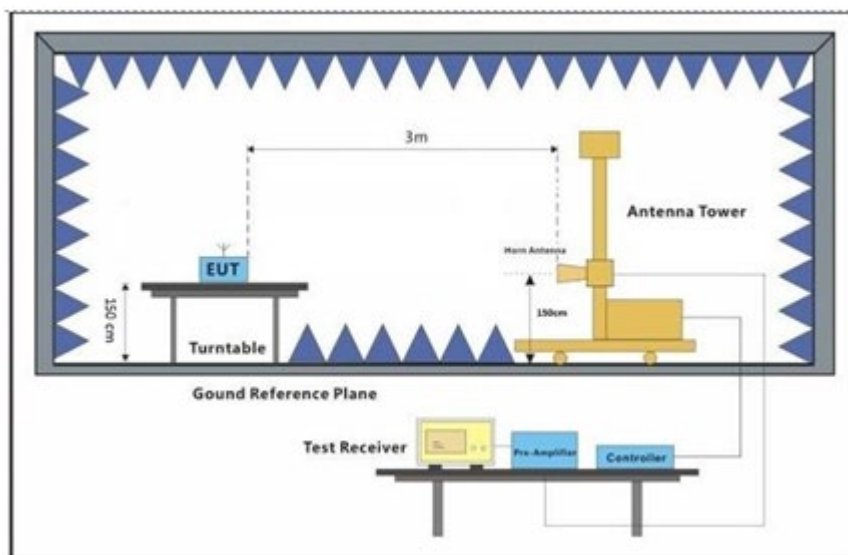 3m
Antenna Tower
Horn Antenna
EUT
150 cm
150cm
Turntable
Gound Reference Plane
Test Receiver
Pre-Amplifier
Controller